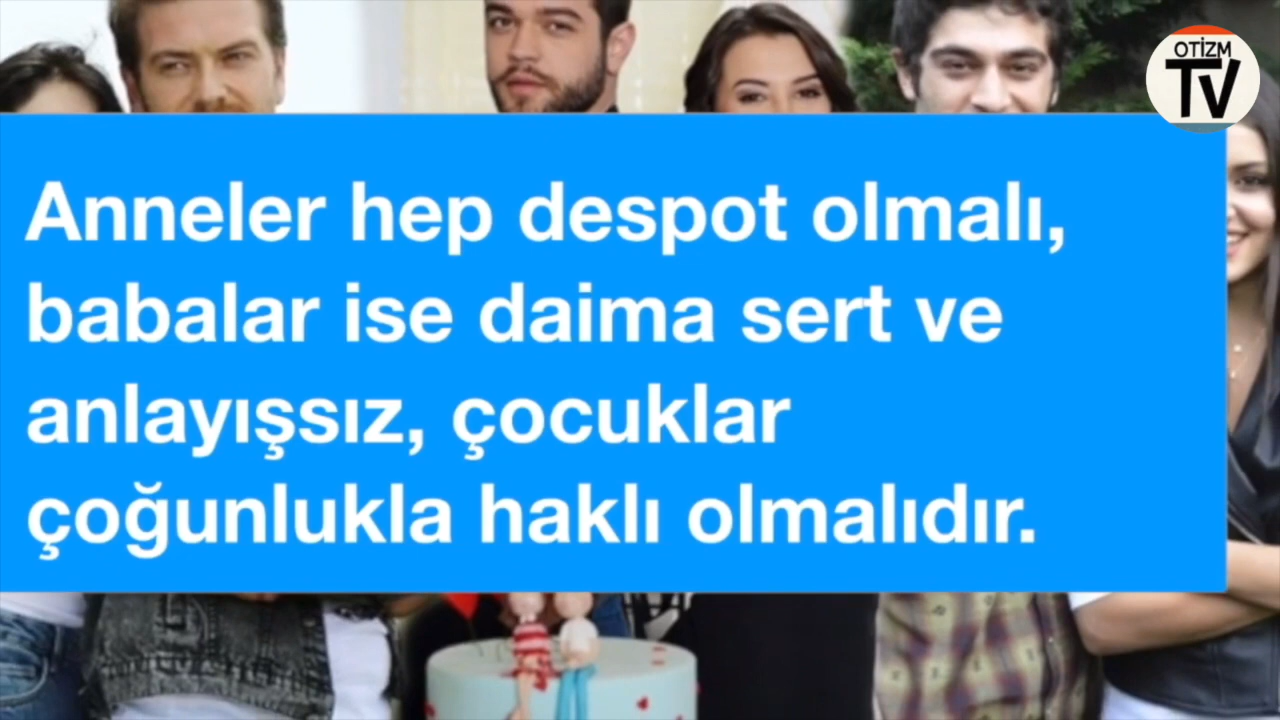 OTİZM
TV
Anneler hep despot olmalı,
babalar ise daima sert ve
anlayışsız, çocuklar
çoğunlukla haklı olmalıdır.